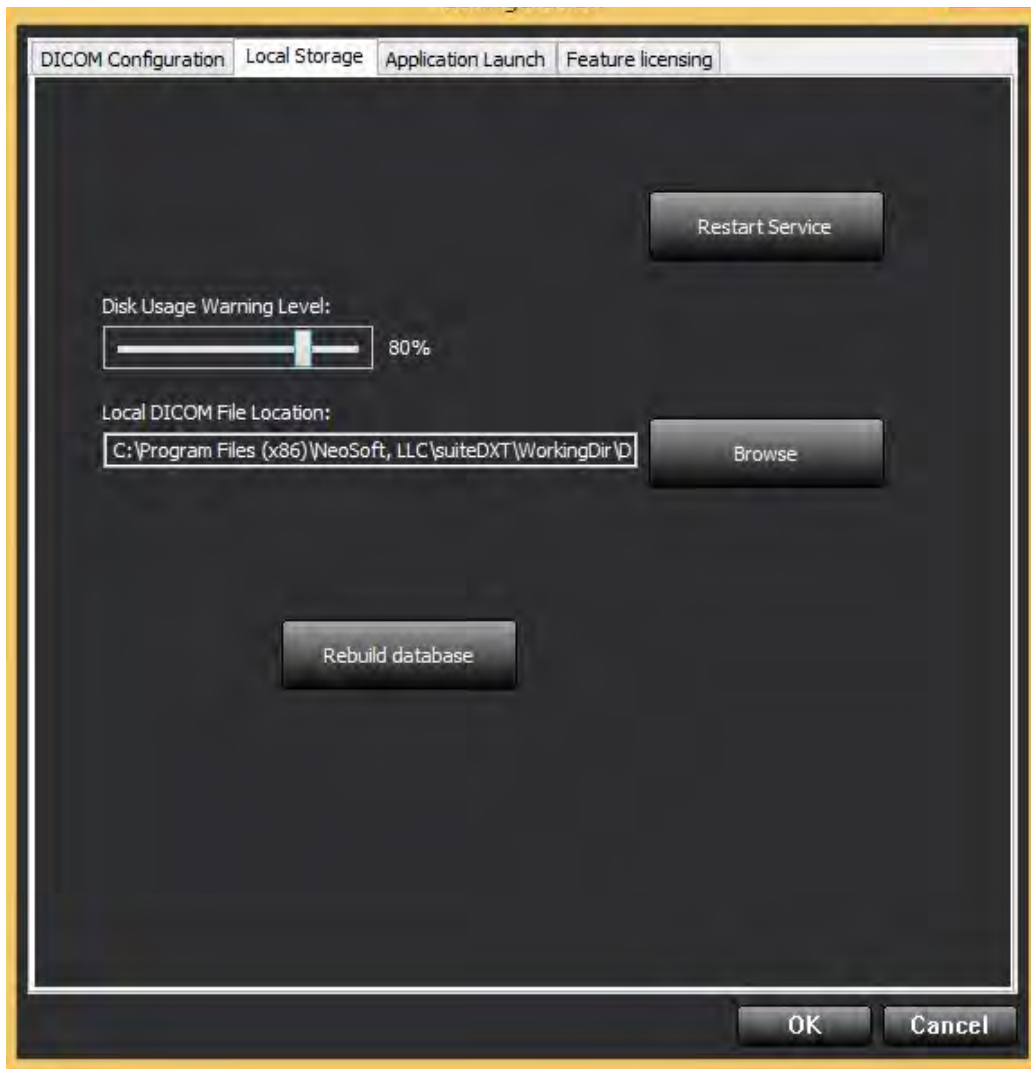 DICOM Configuration Local Storage Application Launch Feature licensing
Restart Service
Disk Usage Warning Level:
80%
Local DICOM File Location:
C:\Program Files (x86)\NeoSoft, LLC\suiteDXT\WorkingDir\D
Browse
Rebuild database
OK Cancel